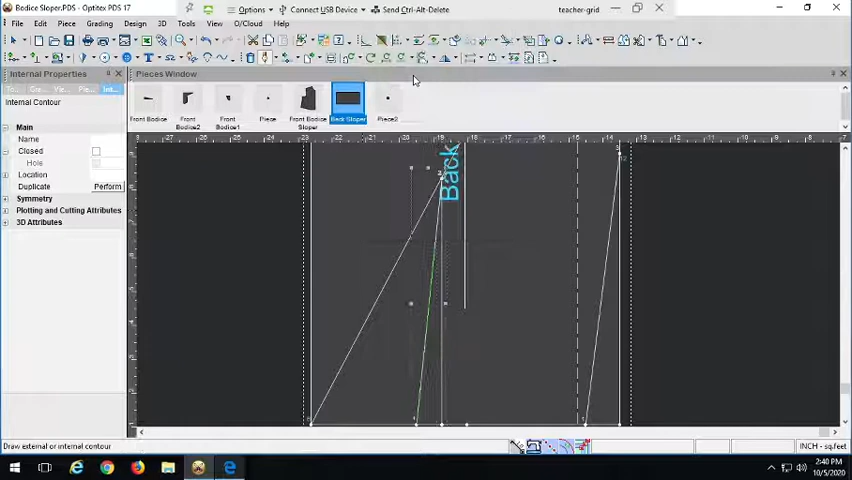 Bodice Sloper.PDS - Optitex PDS 17
Options
Connect USB Device
Send Ctrl-Alt-Delete
teacher-grid
File Edit Piece Grading Design 3D Tools View O/Cloud Help
Internal Properties
Pieces Window
Internal Contour
Main
Name
Closed
Hole
Location
Duplicate Perform
Symmetry
Plotting and Cutting Attributes
3D Attributes
Front Bodice
Front Bodice2
Front Bodice1
Piece
Front Bodice Sloper
Back Sloper
Piece2
Back
Draw external or internal contour
INCH - sq.feet
2:40 PM
10/5/2020